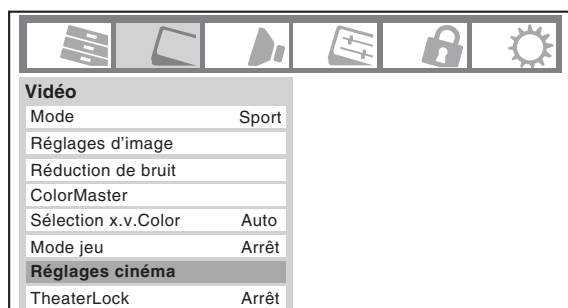 Vidéo
Mode Sport
Réglages d’image
Réduction de bruit
ColorMaster
Sélection x.v.Color Auto
Mode jeu Arrêt
Réglages cinéma
TheaterLock Arrêt